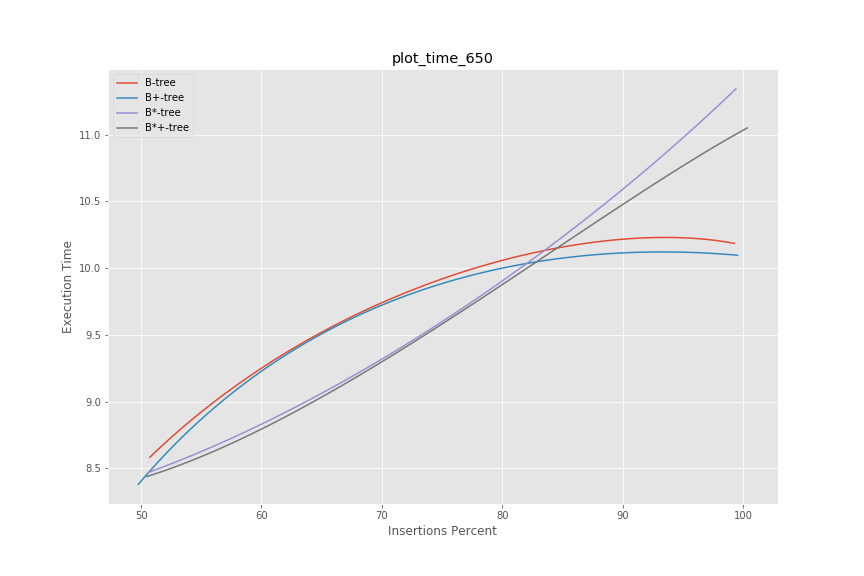 plot_time_650
B-tree
B+-tree
B*-tree
B*+-tree
11.0
10.5
10.0
9.5
9.0
8.5
Execution Time
50 60 70 80 90 100
Insertions Percent